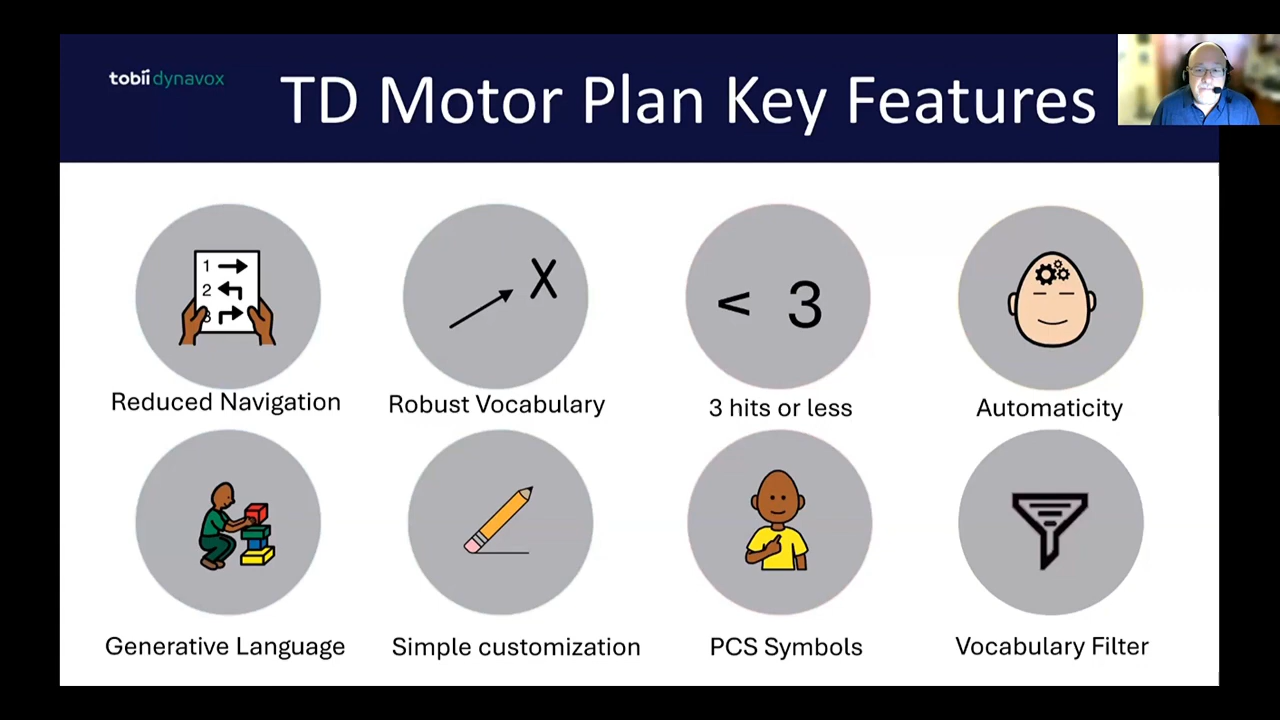 tobii dynavox
TD Motor Plan Key Features
1
2
3
X
< 3
Reduced Navigation
Robust Vocabulary
3 hits or less
Automaticity
Generative Language
Simple customization
PCS Symbols
Vocabulary Filter